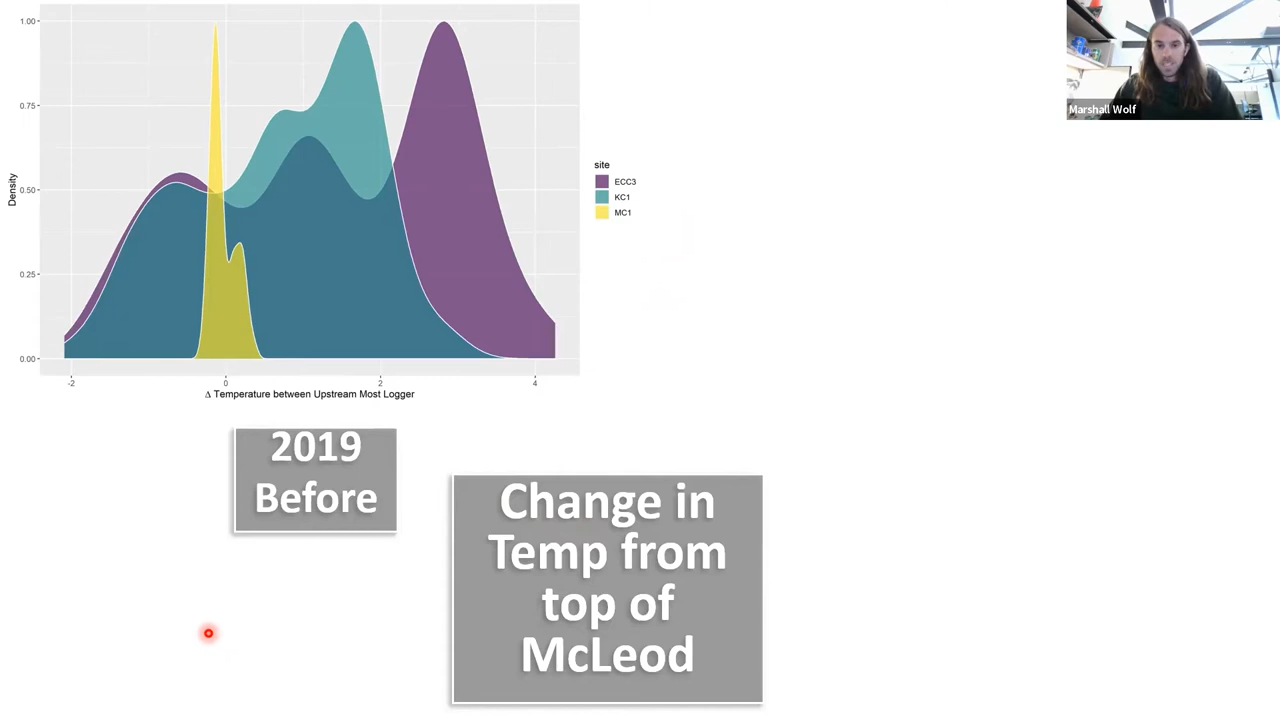 1.00
0.75
0.50
0.25
0.00
Density
-2
0
2
4
Δ Temperature between Upstream Most Logger
site
ECC3
KC1
MC1
Marshall Wolf
2019
Before
Change in
Temp from
top of
McLeod